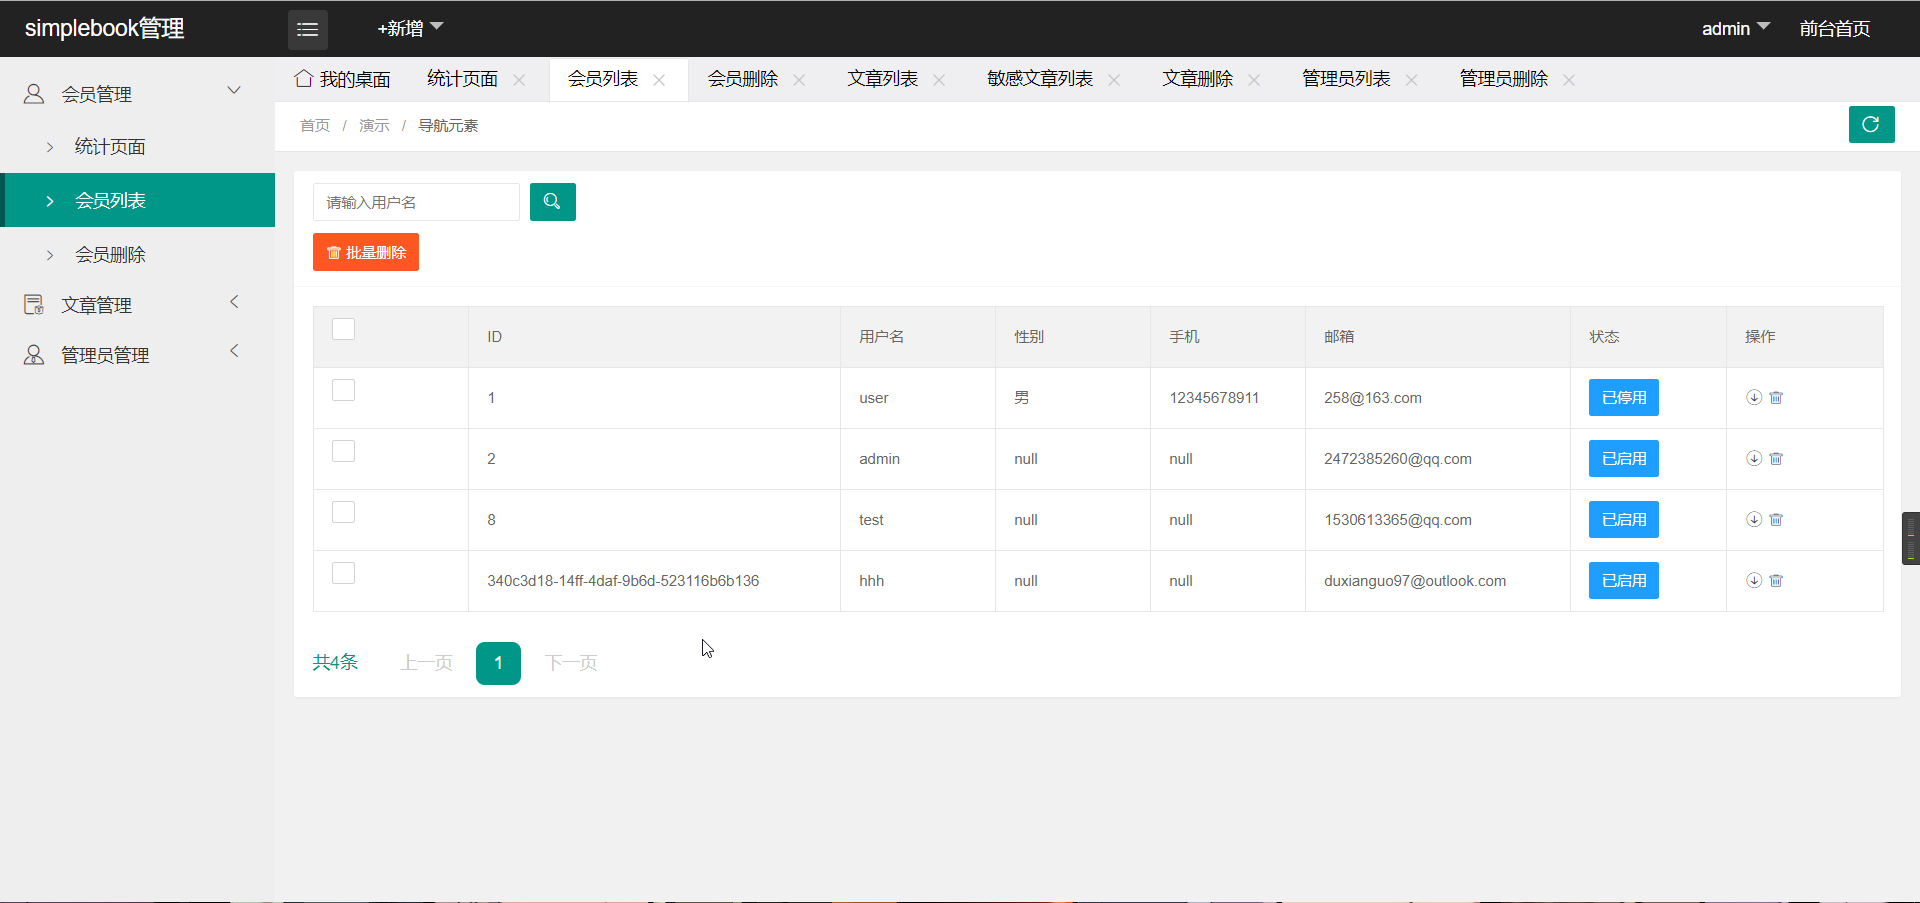 simplebook管理 +新增 admin 前台首页
会员管理
统计页面
会员列表
会员删除
文章管理
管理员管理
我的桌面 统计页面 会员列表 会员删除 文章列表 敏感文章列表 文章删除 管理员列表 管理员删除
首页 / 演示 / 导航元素
请输入用户名
批量删除
ID 用户名 性别 手机 邮箱 状态 操作
1 user 男 12345678911 258@163.com 已停用
2 admin null null 2472385260@qq.com 已启用
8 test null null 1530613365@qq.com 已启用
340c3d18-14ff-4daf-9b6d-523116b6b136 hhh null null duxianguo97@outlook.com 已启用
共4条 上一页 1 下一页